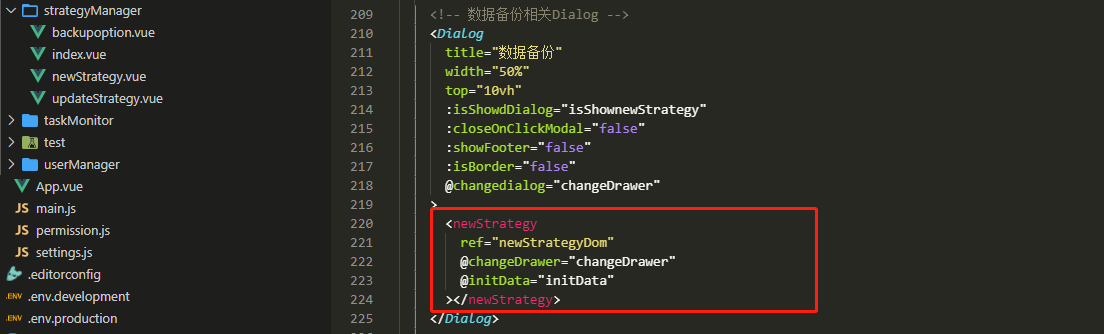 strategyManager
backupoption.vue
index.vue
newStrategy.vue
updateStrategy.vue
taskMonitor
test
userManager
App.vue
JS main.js
JS permission.js
JS settings.js
.editorconfig
.ENV .env.development
.ENV .env.production
209 <!-- 数据备份相关Dialog -->
210 <Dialog
211 title="数据备份"
212 width="50%"
213 top="10vh"
214 :isShowdDialog="isShownewStrategy"
215 :closeOnClickModal="false"
216 :showFooter="false"
217 :isBorder="false"
218 @changedialog="changeDrawer"
219 >
220 <newStrategy
221 ref="newStrategyDom"
222 @changeDrawer="changeDrawer"
223 @initData="initData"
224 ></newStrategy>
225 </Dialog>